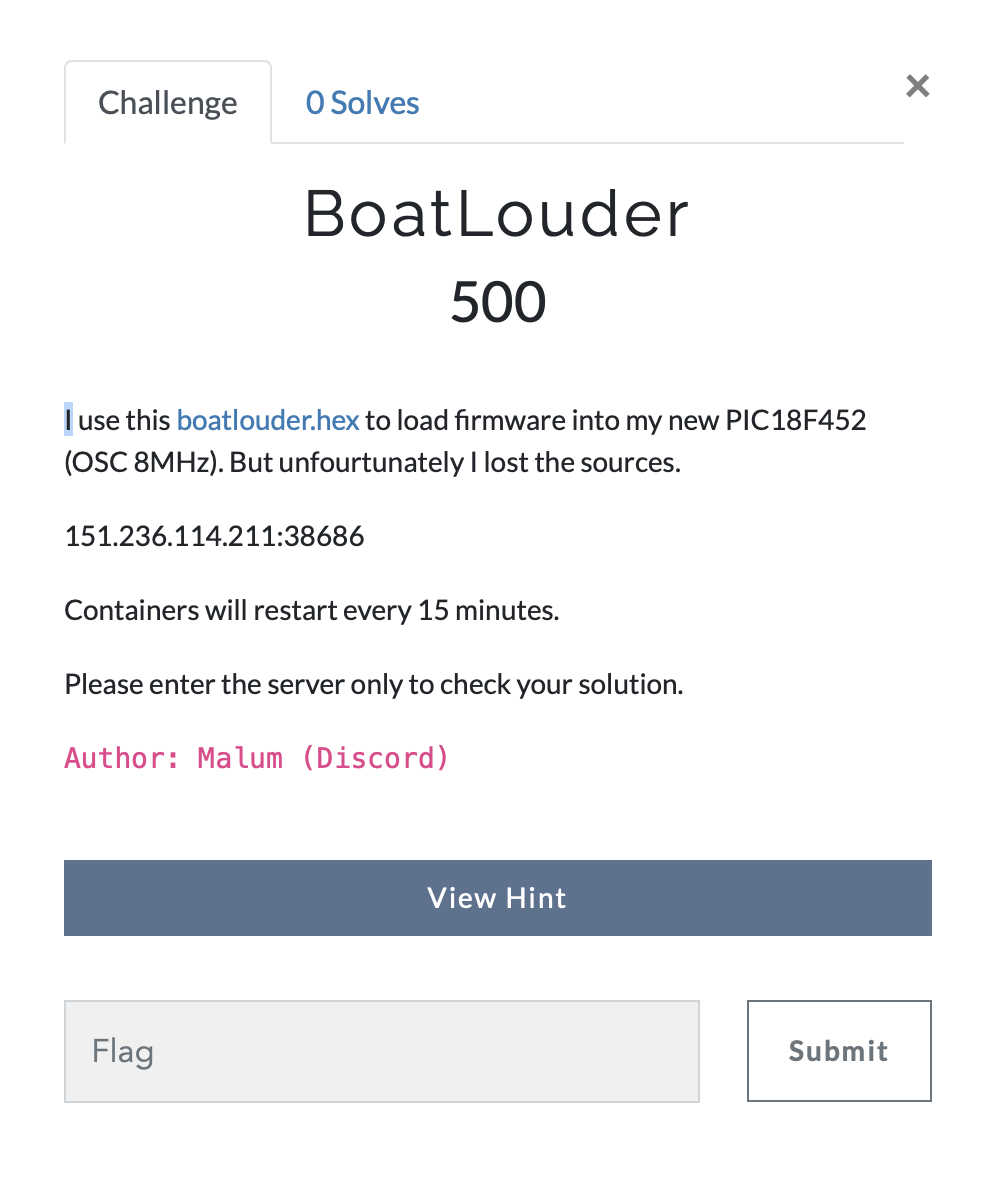 Challenge
0 Solves
×
BoatLouder
500
I use this boatlouder.hex to load firmware into my new PIC18F452
(OSC 8MHz). But unfourtunately I lost the sources.
151.236.114.211:38686
Containers will restart every 15 minutes.
Please enter the server only to check your solution.
Author: Malum (Discord)
View Hint
Flag
Submit